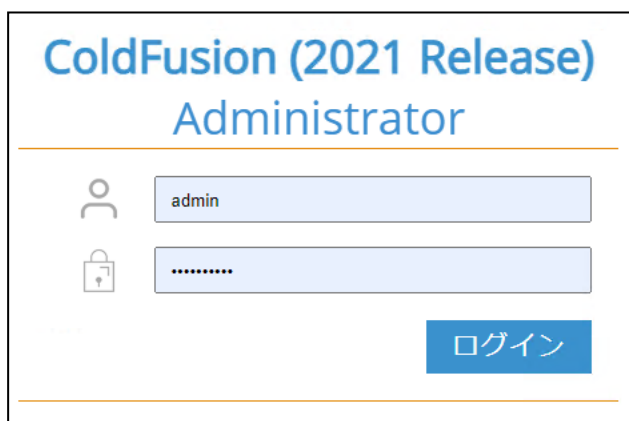 ColdFusion (2021 Release)
Administrator
admin
••••••••••
ログイン